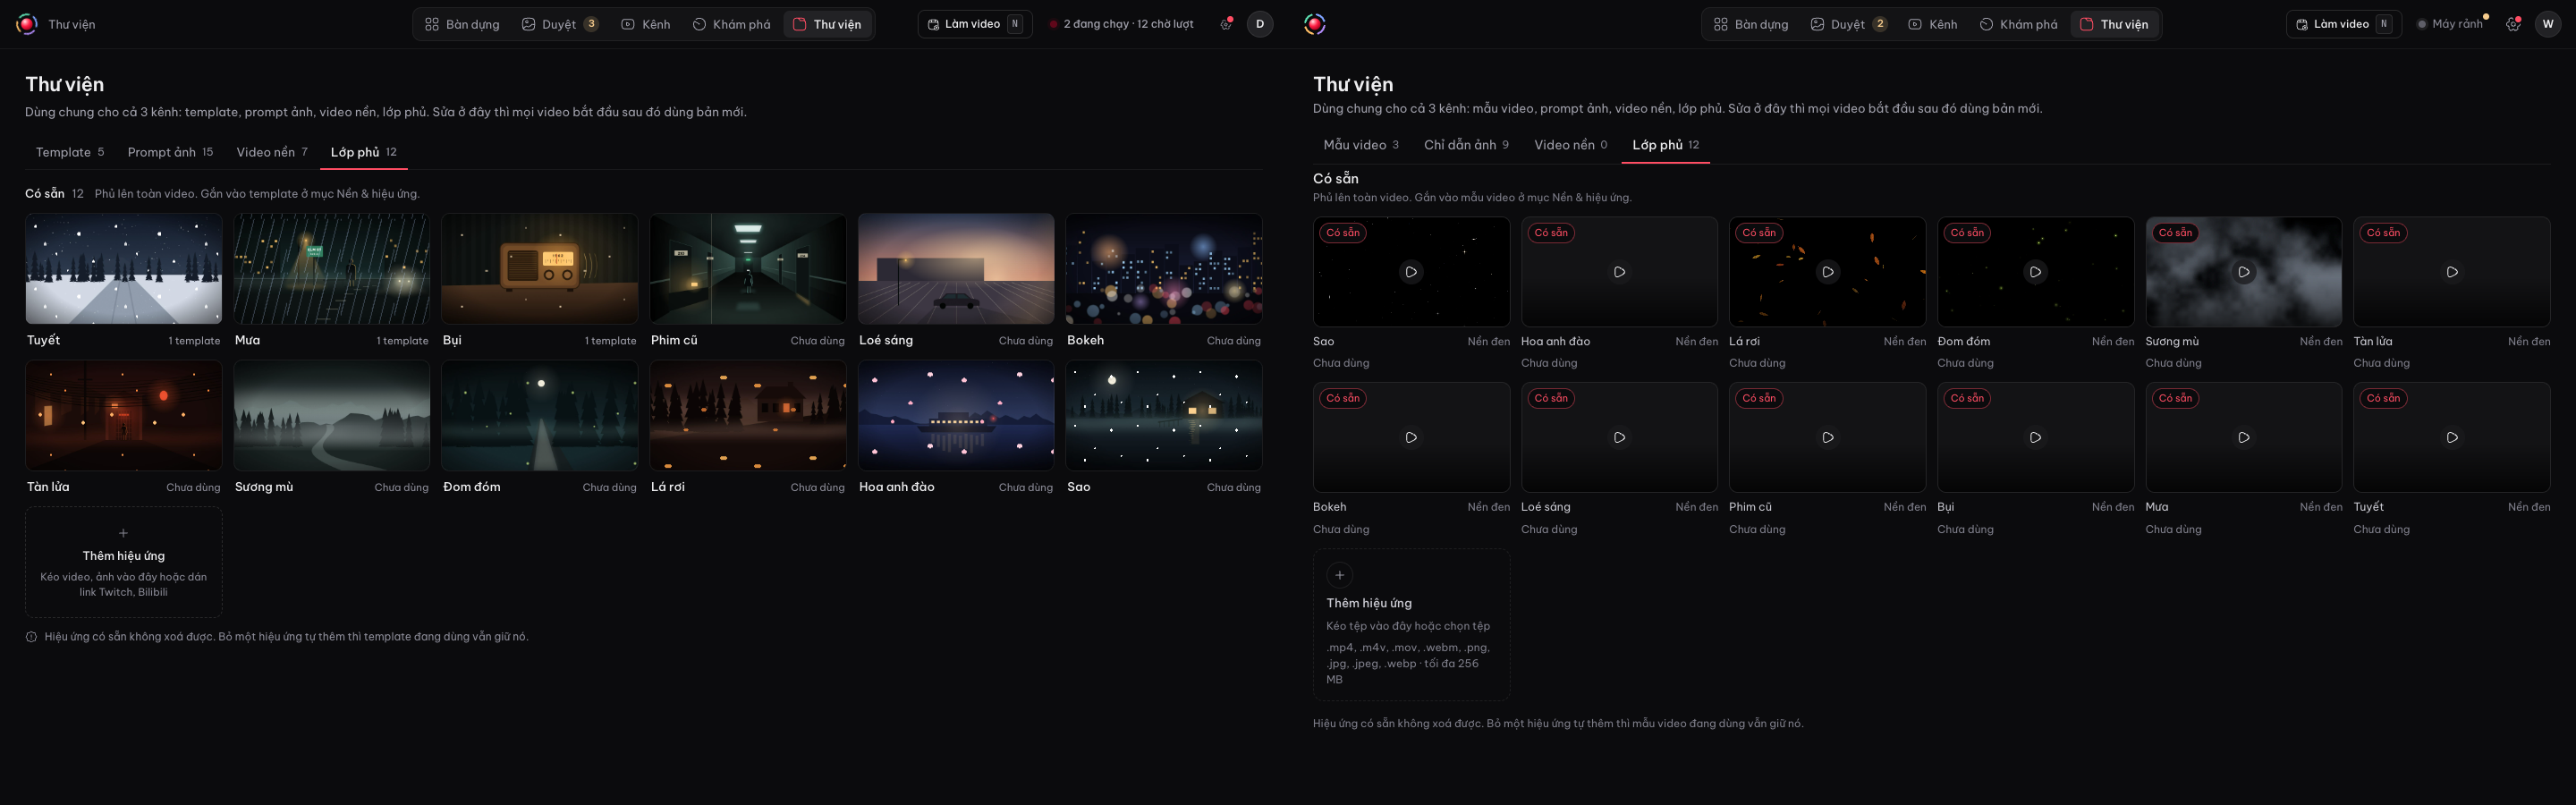 Thư viện
Bàn dựng
Duyệt 3
Kênh
Khám phá
Thư viện
Làm video N
2 đang chạy · 12 chờ lượt
D
Thư viện
Dùng chung cho cả 3 kênh: template, prompt ảnh, video nền, lớp phủ. Sửa ở đây thì mọi video bắt đầu sau đó dùng bản mới.
Template 5
Prompt ảnh 15
Video nền 7
Lớp phủ 12
Có sẵn 12 Phủ lên toàn video. Gắn vào template ở mục Nền & hiệu ứng.
Tuyết 1 template
Mưa 1 template
Bụi 1 template
Phim cũ Chưa dùng
Loé sáng Chưa dùng
Bokeh Chưa dùng
Tàn lửa Chưa dùng
Sương mù Chưa dùng
Đom đóm Chưa dùng
Lá rơi Chưa dùng
Hoa anh đào Chưa dùng
Sao Chưa dùng
Thêm hiệu ứng
Kéo video, ảnh vào đây hoặc dán
link Twitch, Bilibili
Hiệu ứng có sẵn không xoá được. Bỏ một hiệu ứng tự thêm thì template đang dùng vẫn giữ nó.
Bàn dựng
Duyệt 2
Kênh
Khám phá
Thư viện
Làm video N
Máy rảnh
W
Thư viện
Dùng chung cho cả 3 kênh: mẫu video, prompt ảnh, video nền, lớp phủ. Sửa ở đây thì mọi video bắt đầu sau đó dùng bản mới.
Mẫu video 3
Chỉ dẫn ảnh 9
Video nền 0
Lớp phủ 12
Có sẵn
Phủ lên toàn video. Gắn vào mẫu video ở mục Nền & hiệu ứng.
Có sẵn
Có sẵn
Có sẵn
Có sẵn
Có sẵn
Có sẵn
Sao Nền đen
Hoa anh đào Nền đen
Lá rơi Nền đen
Đom đóm Nền đen
Sương mù Nền đen
Tàn lửa Nền đen
Chưa dùng
Chưa dùng
Chưa dùng
Chưa dùng
Chưa dùng
Chưa dùng
Có sẵn
Có sẵn
Có sẵn
Có sẵn
Có sẵn
Có sẵn
Bokeh Nền đen
Loé sáng Nền đen
Phim cũ Nền đen
Bụi Nền đen
Mưa Nền đen
Tuyết Nền đen
Chưa dùng
Chưa dùng
Chưa dùng
Chưa dùng
Chưa dùng
Chưa dùng
Thêm hiệu ứng
Kéo tệp vào đây hoặc chọn tệp
.mp4, .m4v, .mov, .webm, .png,
.jpg, .jpeg, .webp · tối đa 256
MB
Hiệu ứng có sẵn không xoá được. Bỏ một hiệu ứng tự thêm thì mẫu video đang dùng vẫn giữ nó.